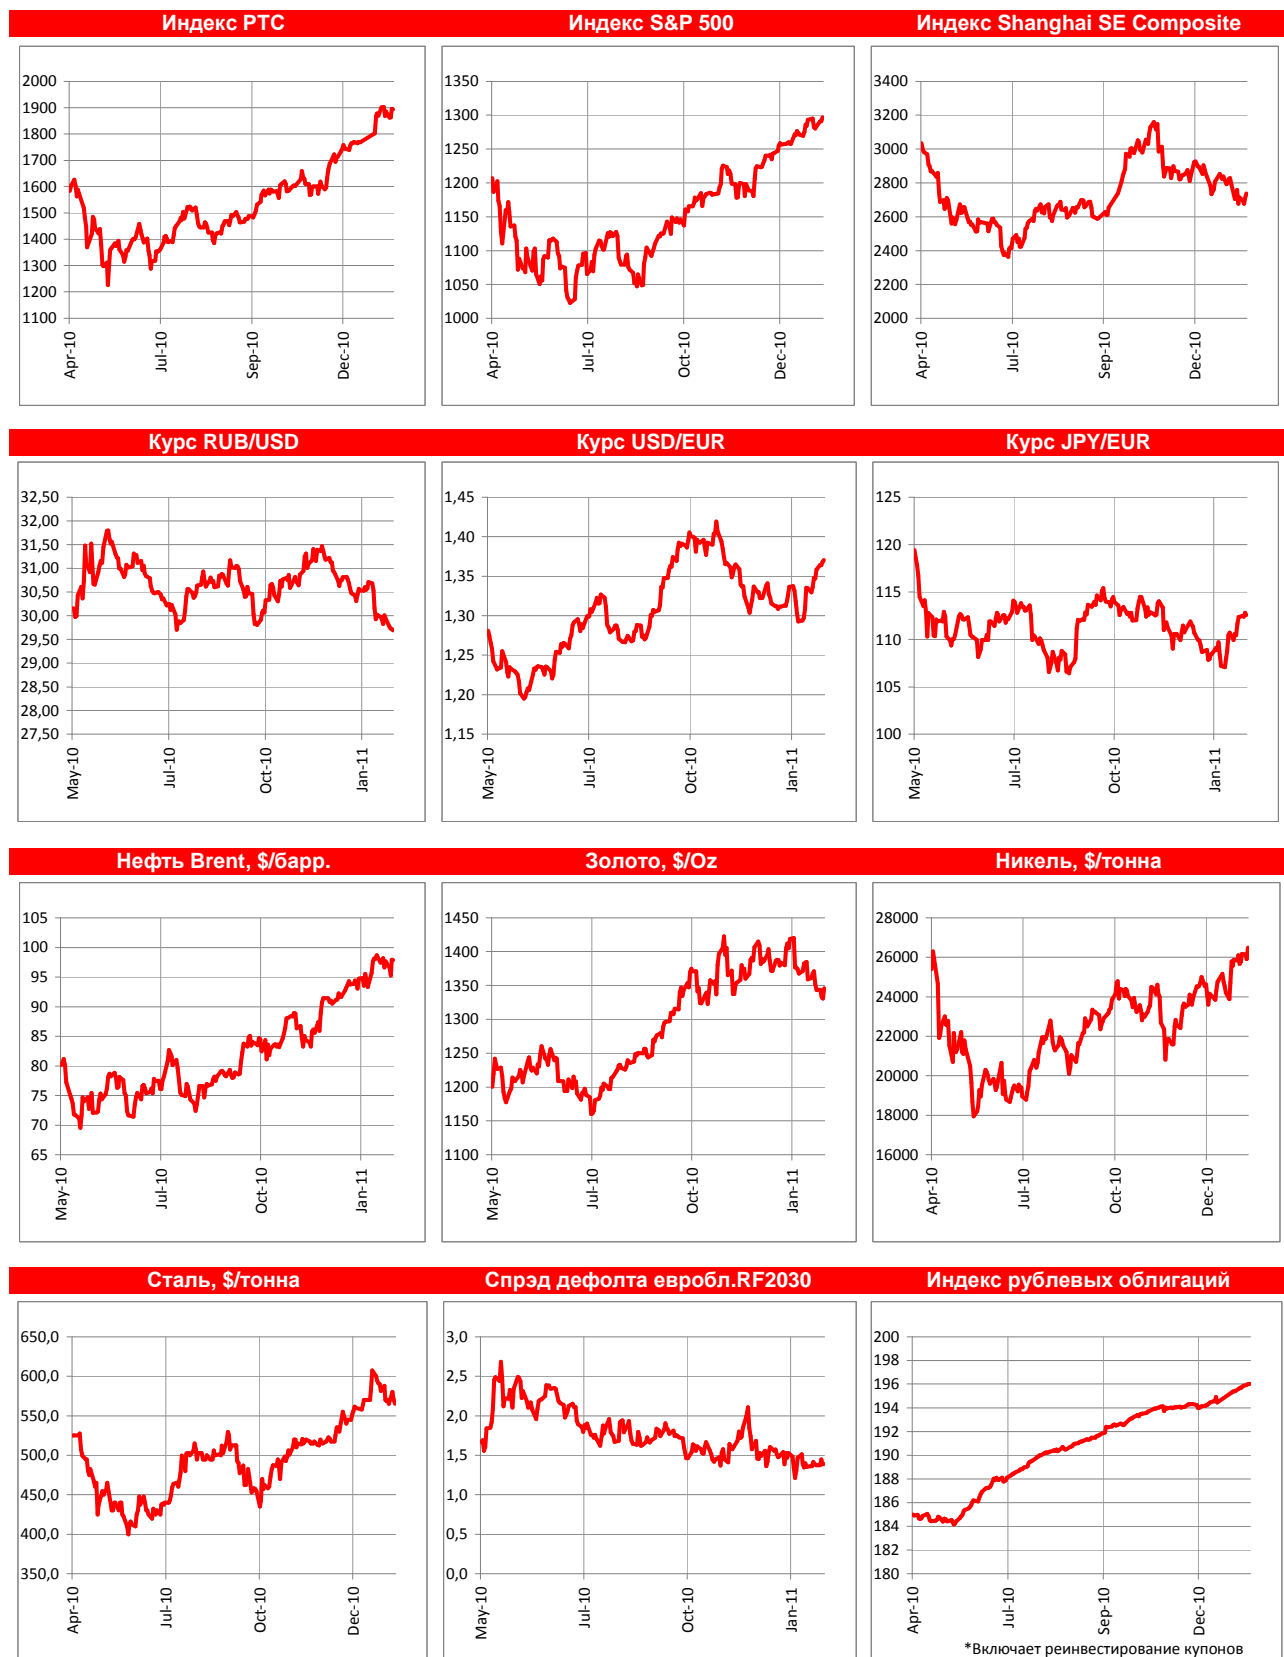 Индекс РТС
2000
1900
1800
1700
1600
1500
1400
1300
1200
1100
Apr-10
Jul-10
Sep-10
Dec-10
Индекс S&P 500
1350
1300
1250
1200
1150
1100
1050
1000
Apr-10
Jul-10
Oct-10
Dec-10
Индекс Shanghai SE Composite
3400
3200
3000
2800
2600
2400
2200
2000
Apr-10
Jul-10
Sep-10
Dec-10
Курс RUB/USD
32,50
32,00
31,50
31,00
30,50
30,00
29,50
29,00
28,50
28,00
27,50
May-10
Jul-10
Oct-10
Jan-11
Курс USD/EUR
1,45
1,40
1,35
1,30
1,25
1,20
1,15
May-10
Jul-10
Oct-10
Jan-11
Курс JPY/EUR
125
120
115
110
105
100
May-10
Jul-10
Oct-10
Jan-11
Нефть Brent, $/барр.
105
100
95
90
85
80
75
70
65
May-10
Jul-10
Oct-10
Jan-11
Золото, $/Oz
1450
1400
1350
1300
1250
1200
1150
1100
May-10
Jul-10
Oct-10
Jan-11
Никель, $/тонна
28000
26000
24000
22000
20000
18000
16000
Apr-10
Jul-10
Oct-10
Dec-10
Сталь, $/тонна
650,0
600,0
550,0
500,0
450,0
400,0
350,0
Apr-10
Jul-10
Oct-10
Dec-10
Спрэд дефолта евробл.RF2030
3,0
2,5
2,0
1,5
1,0
0,5
0,0
May-10
Jul-10
Oct-10
Jan-11
Индекс рублевых облигаций
200
198
196
194
192
190
188
186
184
182
180
Apr-10
Jul-10
Sep-10
Dec-10
*Включает реинвестирование купонов